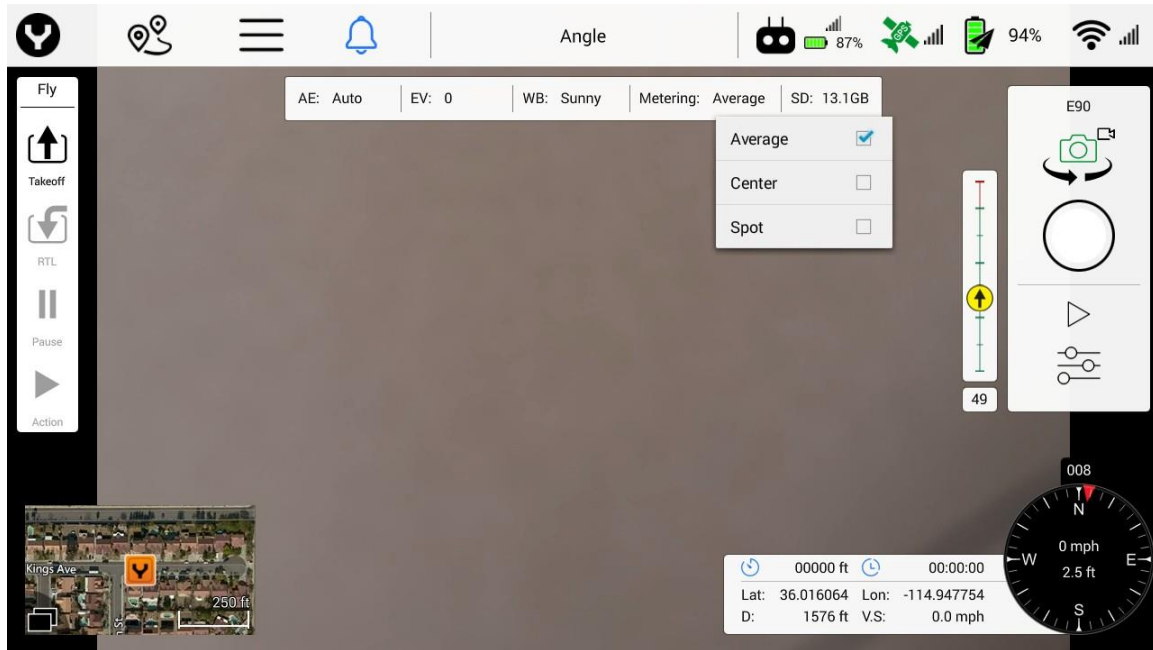 Angle
87%
GPS
94%
Fly
Takeoff
RTL
Pause
Action
AE: Auto EV: 0 WB: Sunny Metering: Average SD: 13.1GB
Average
Center
Spot
E90
49
008
N
W E
S
0 mph
2.5 ft
Kings Ave
St
250 ft
00000 ft 00:00:00
Lat: 36.016064 Lon: -114.947754
D: 1576 ft V.S: 0.0 mph